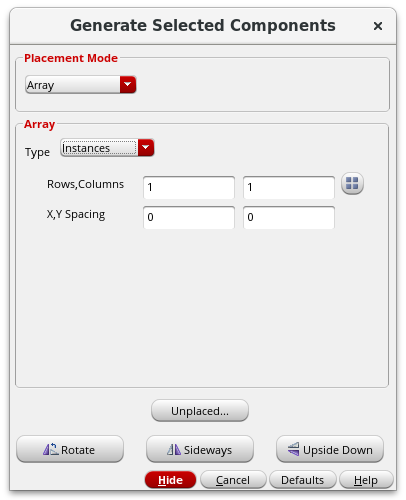 Generate Selected Components
Placement Mode
Array
Array
Type Instances
Rows,Columns 1 1
X,Y Spacing 0 0
Unplaced...
Rotate Sideways Upside Down
Hide Cancel Defaults Help